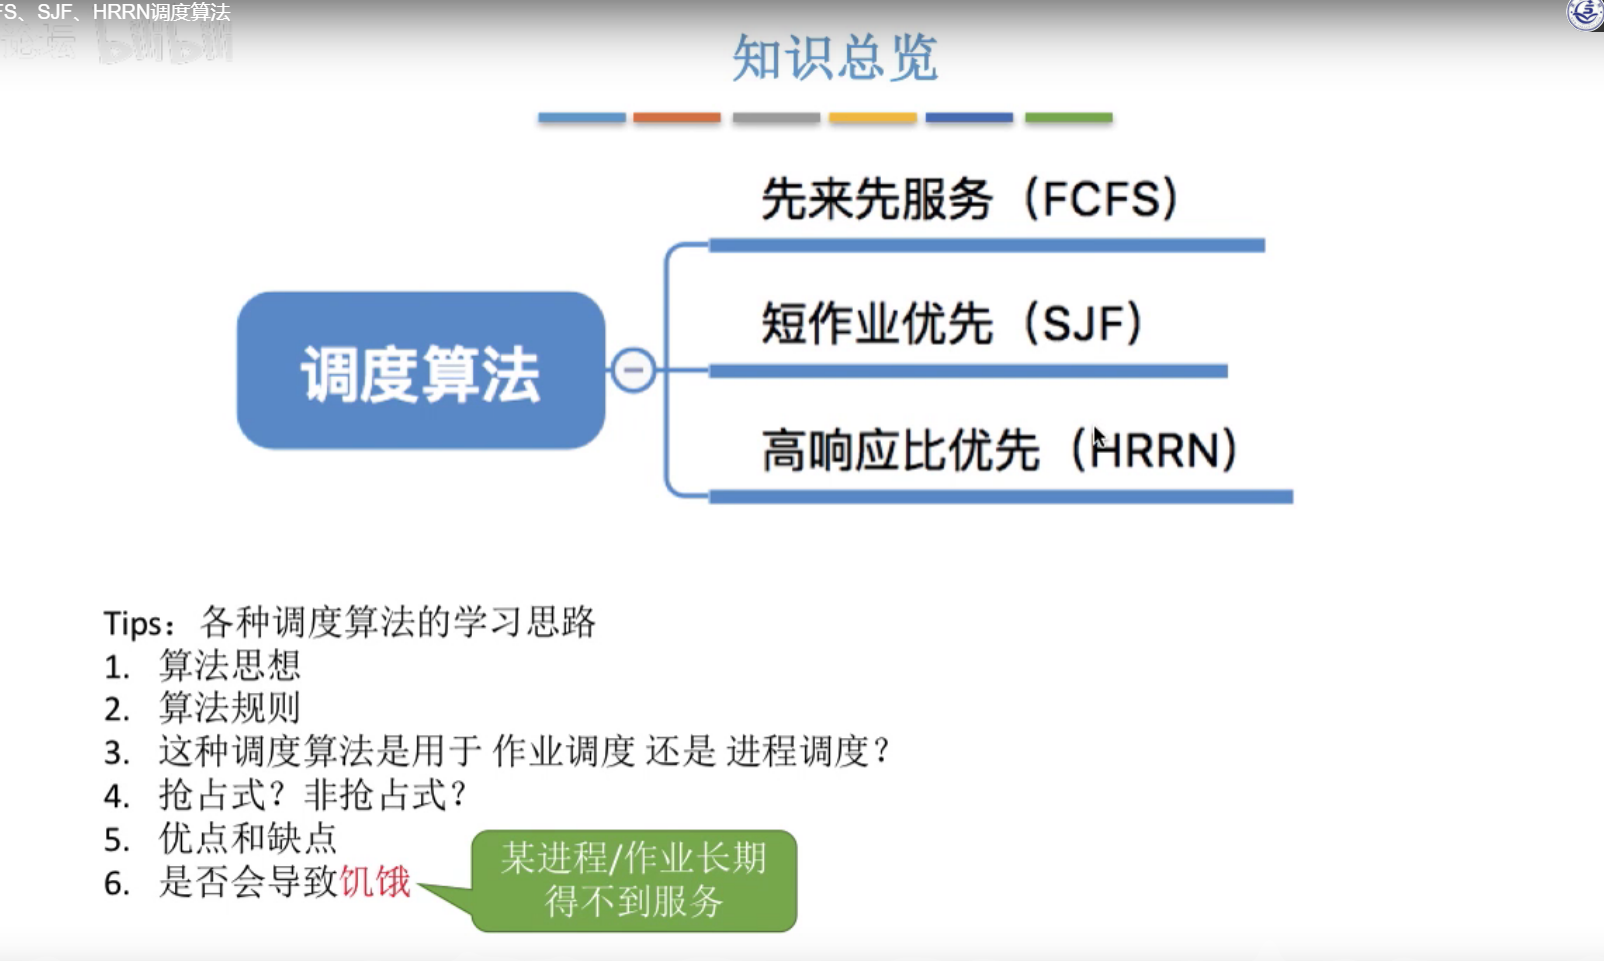 FS、SJF、HRRN调度算法
论坛 bilibili
知识总览
先来先服务（FCFS）
短作业优先（SJF）
调度算法
高响应比优先（HRRN）
Tips：各种调度算法的学习思路
1. 算法思想
2. 算法规则
3. 这种调度算法是用于 作业调度 还是 进程调度？
4. 抢占式？非抢占式？
5. 优点和缺点
6. 是否会导致饥饿
某进程/作业长期
得不到服务